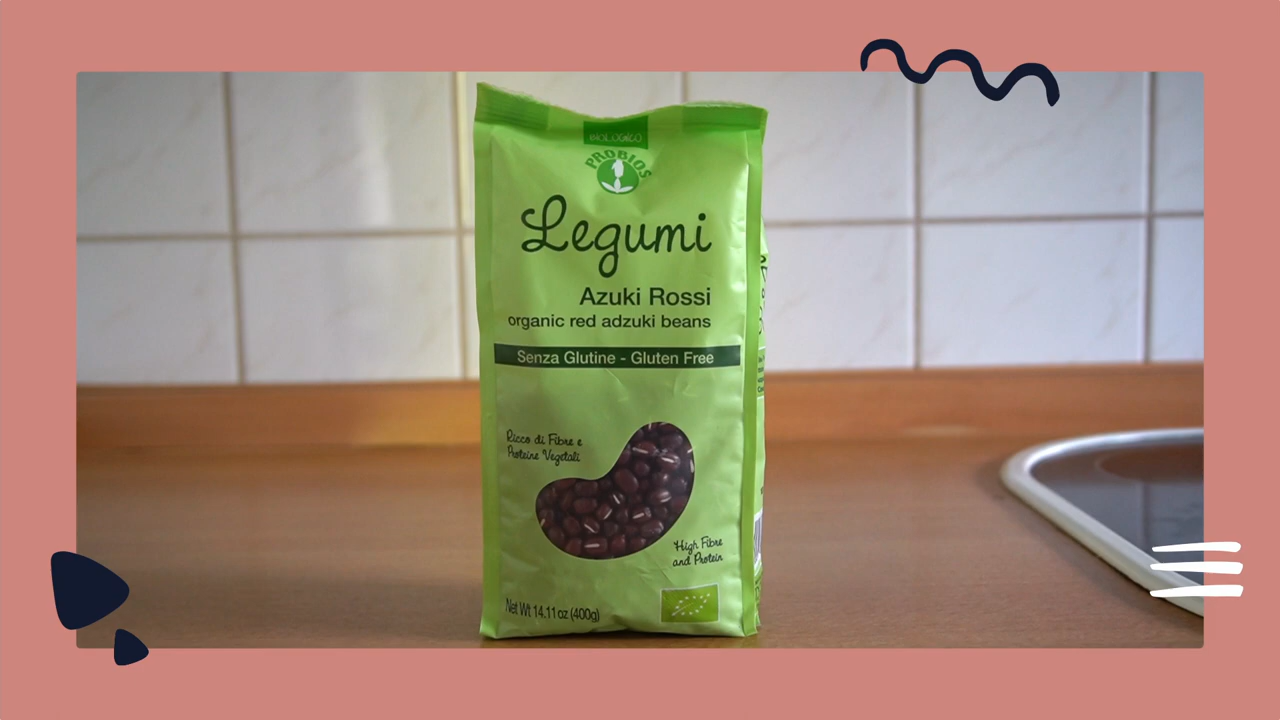 BIOLOGICO
PROBIOS
Legumi
Azuki Rossi
organic red adzuki beans
Senza Glutine - Gluten Free
Ricco di Fibre e
Proteine Vegetali
High Fibre
and Protein
Net Wt 14.11 oz (400g)